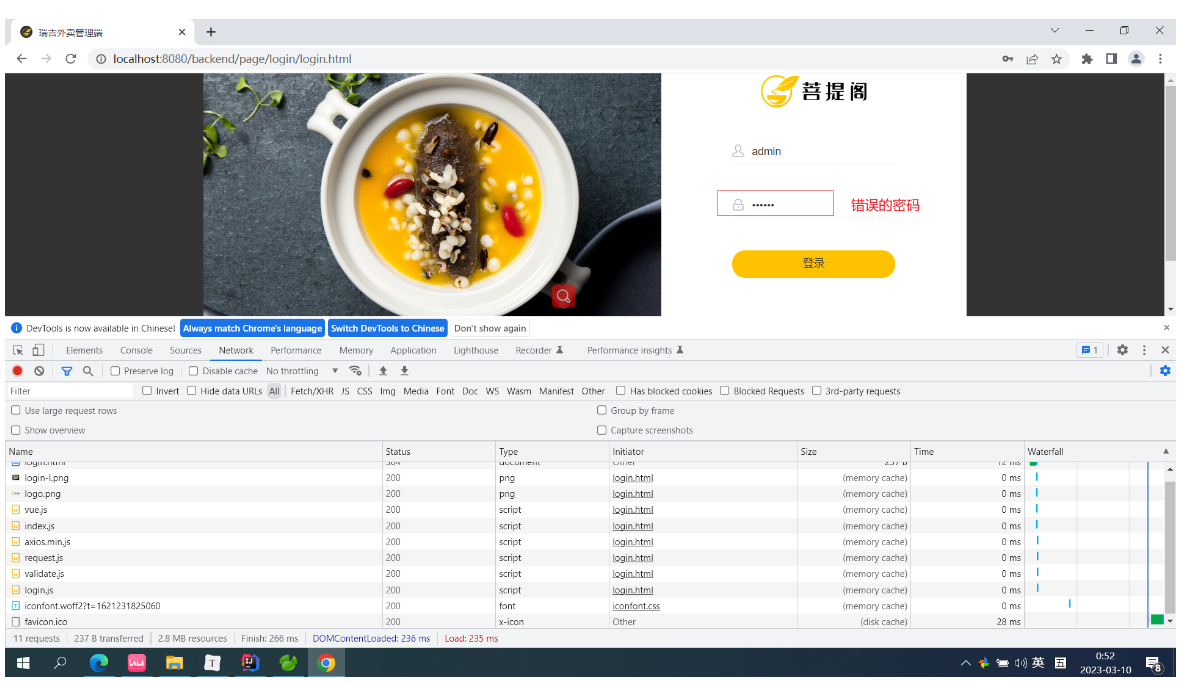 瑞吉外卖管理端
localhost:8080/backend/page/login/login.html
菩提阁
admin
•••••• 错误的密码
登录
DevTools is now available in Chinese! Always match Chrome's language Switch DevTools to Chinese Don't show again
Elements Console Sources Network Performance Memory Application Lighthouse Recorder Performance insights 1
Preserve log Disable cache No throttling
Filter Invert Hide data URLs All Fetch/XHR JS CSS Img Media Font Doc WS Wasm Manifest Other Has blocked cookies Blocked Requests 3rd-party requests
Use large request rows Group by frame
Show overview Capture screenshots
Name Status Type Initiator Size Time Waterfall
login.html 304 document Other 237 B 12 ms
login-l.png 200 png login.html (memory cache) 0 ms
logo.png 200 png login.html (memory cache) 0 ms
vue.js 200 script login.html (memory cache) 0 ms
index.js 200 script login.html (memory cache) 0 ms
axios.min.js 200 script login.html (memory cache) 0 ms
request.js 200 script login.html (memory cache) 0 ms
validate.js 200 script login.html (memory cache) 0 ms
login.js 200 script login.html (memory cache) 0 ms
iconfont.woff2?t=1621231825060 200 font iconfont.css (memory cache) 0 ms
favicon.ico 200 x-icon Other (disk cache) 28 ms
11 requests 237 B transferred 2.8 MB resources Finish: 266 ms DOMContentLoaded: 236 ms Load: 235 ms
T 英 五 0:52
2023-03-10 8